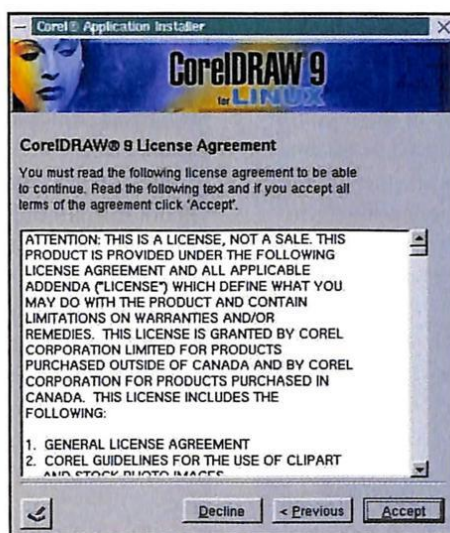 Corel® Application Installer
CorelDRAW 9
for LINUX
CorelDRAW® 9 License Agreement
You must read the following license agreement to be able
to continue. Read the following text and if you accept all
terms of the agreement click 'Accept'.
ATTENTION: THIS IS A LICENSE, NOT A SALE. THIS
PRODUCT IS PROVIDED UNDER THE FOLLOWING
LICENSE AGREEMENT AND ALL APPLICABLE
ADDENDA ("LICENSE") WHICH DEFINE WHAT YOU
MAY DO WITH THE PRODUCT AND CONTAIN
LIMITATIONS ON WARRANTIES AND/OR
REMEDIES. THIS LICENSE IS GRANTED BY COREL
CORPORATION LIMITED FOR PRODUCTS
PURCHASED OUTSIDE OF CANADA AND BY COREL
CORPORATION FOR PRODUCTS PURCHASED IN
CANADA. THIS LICENSE INCLUDES THE
FOLLOWING:
1. GENERAL LICENSE AGREEMENT
2. COREL GUIDELINES FOR THE USE OF CLIPART
AND STOCK PHOTO IMAGES
Decline < Previous Accept